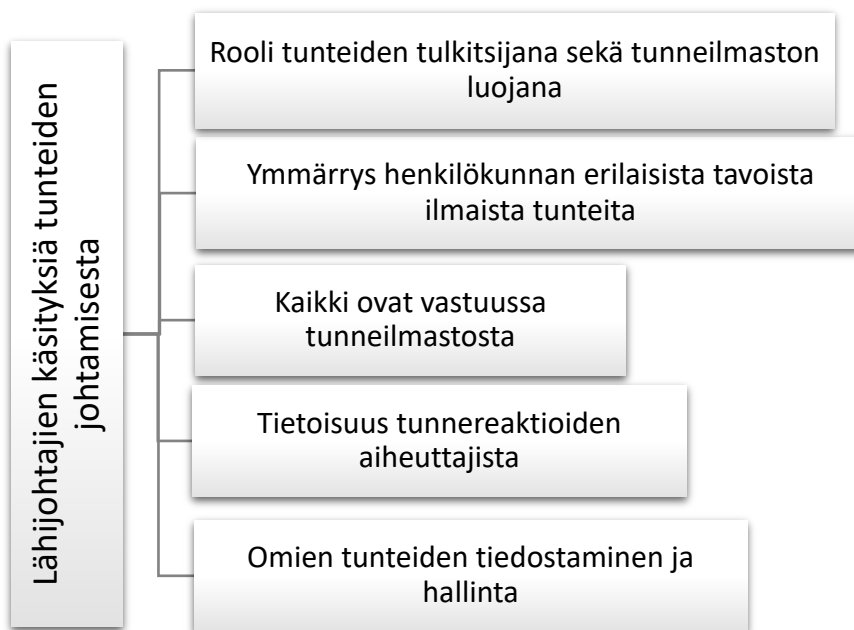 Lähijohtajien käsityksiä tunteiden
johtamisesta
Rooli tunteiden tulkitsijana sekä tunneilmaston
luojana
Ymmärrys henkilökunnan erilaisista tavoista
ilmaista tunteita
Kaikki ovat vastuussa
tunneilmastosta
Tietoisuus tunnereaktioiden
aiheuttajista
Omien tunteiden tiedostaminen ja
hallinta